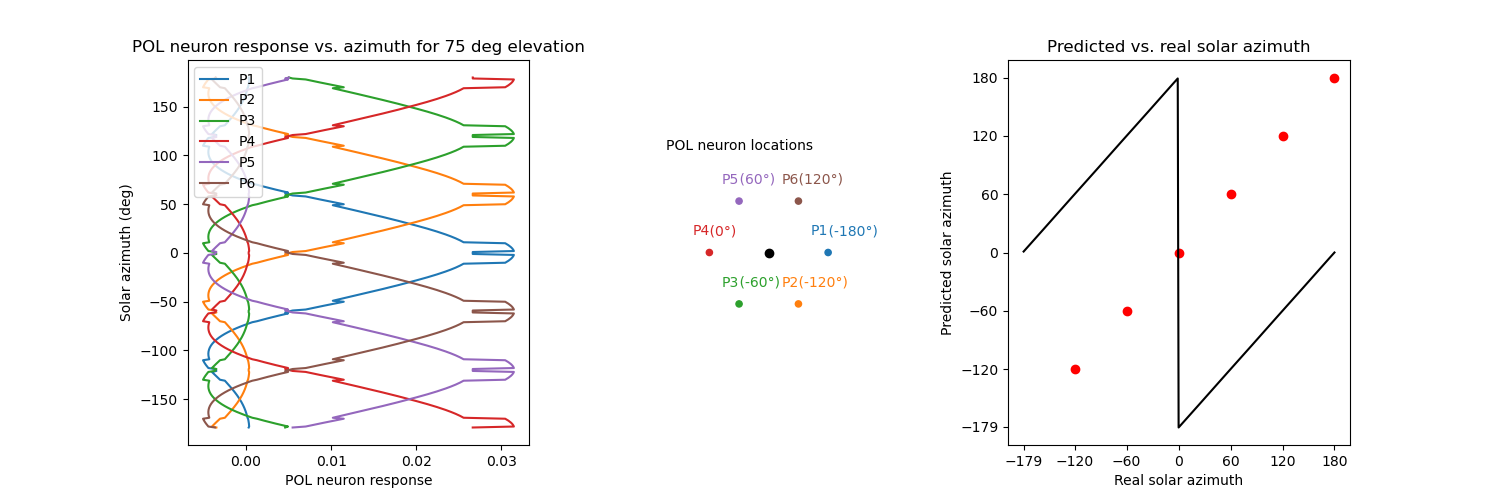 POL neuron response vs. azimuth for 75 deg elevation
P1
P2
P3
P4
P5
P6
150
100
50
0
−50
−100
−150
Solar azimuth (deg)
0.00 0.01 0.02 0.03
POL neuron response
POL neuron locations
P5(60°) P6(120°)
P4(0°) P1(-180°)
P3(-60°) P2(-120°)
Predicted vs. real solar azimuth
180
120
60
0
−60
−120
−179
Predicted solar azimuth
−179 −120 −60 0 60 120 180
Real solar azimuth